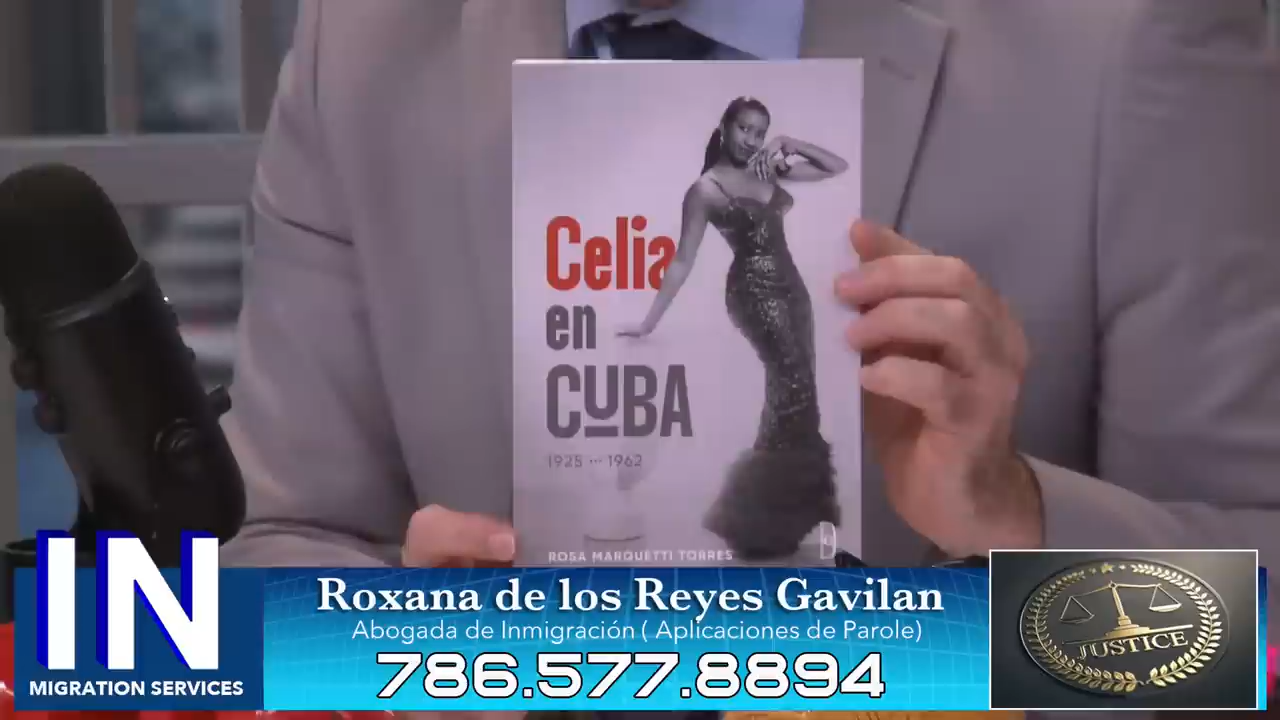 Celia
en
CUBA
1925 ··· 1962
ROSA MARQUETTI TORRES
IN
MIGRATION SERVICES
Roxana de los Reyes Gavilan
Abogada de Inmigración ( Aplicaciones de Parole)
786.577.8894
JUSTICE